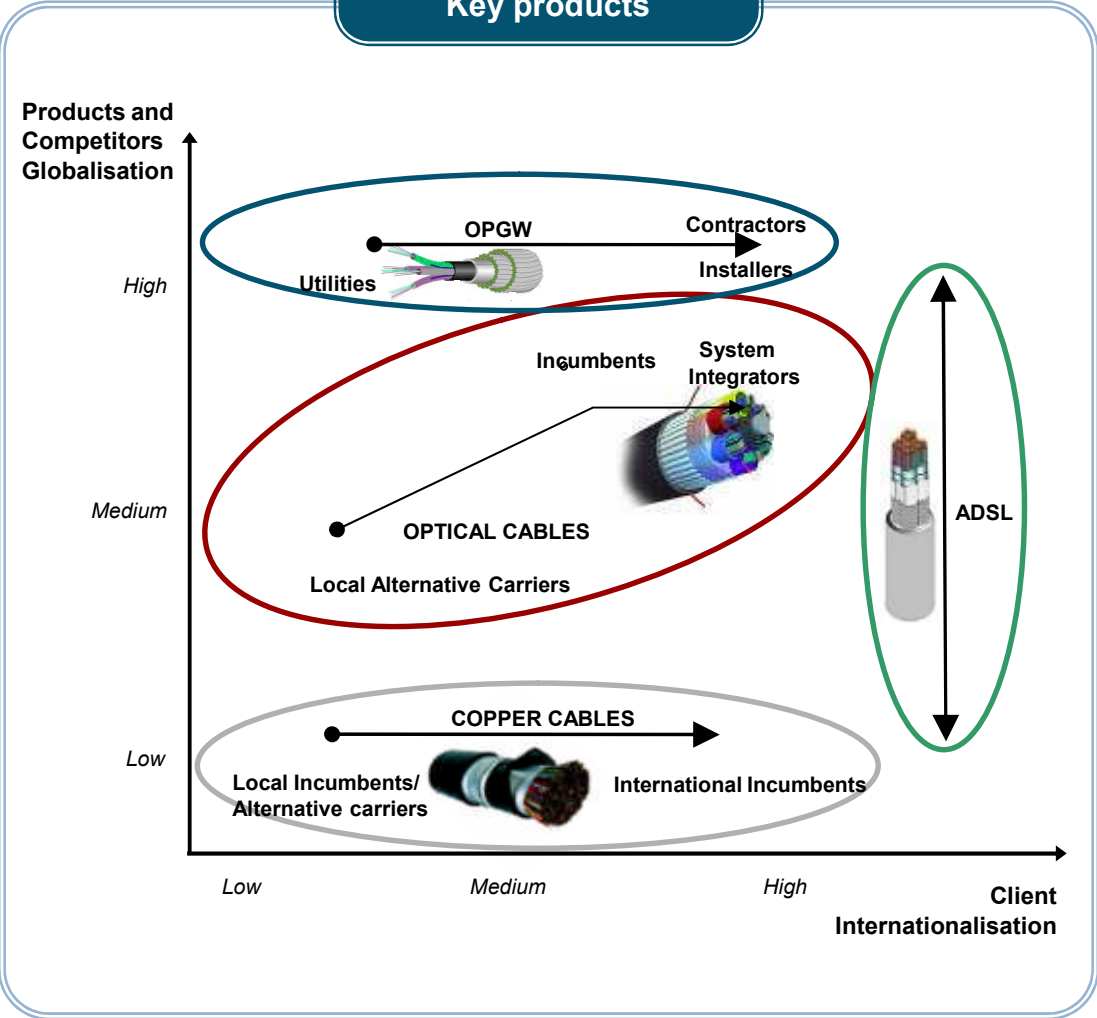 Key products
Products and
Competitors
Globalisation
OPGW
Contractors
Installers
Utilities
High
Incumbents
System
Integrators
Medium
OPTICAL CABLES
ADSL
Local Alternative Carriers
COPPER CABLES
Low
Local Incumbents/
Alternative carriers
International Incumbents
Low
Medium
High
Client
Internationalisation